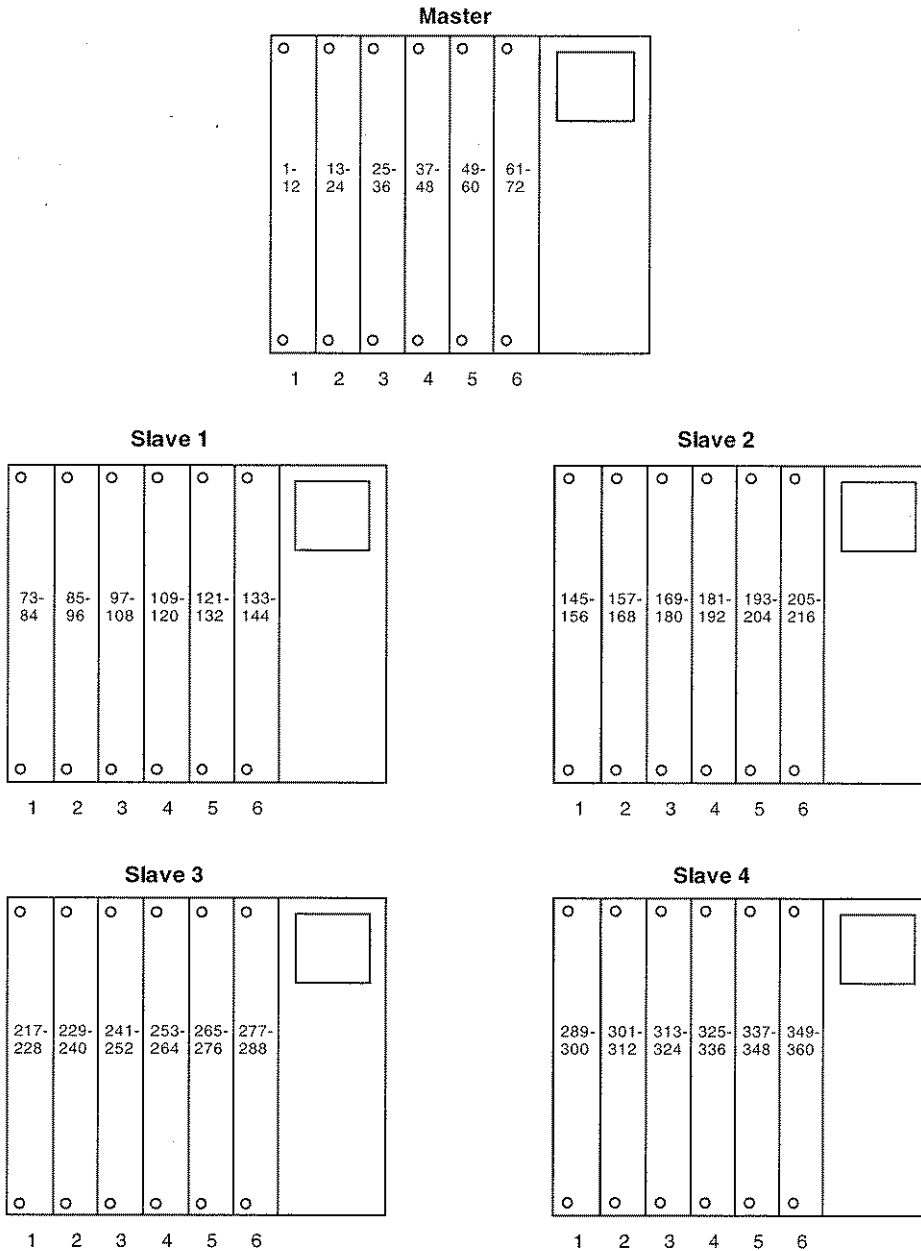 Master
1- 13- 25- 37- 49- 61-
12 24 36 48 60 72
1 2 3 4 5 6
Slave 1
73- 85- 97- 109- 121- 133-
84 96 108 120 132 144
1 2 3 4 5 6
Slave 2
145- 157- 169- 181- 193- 205-
156 168 180 192 204 216
1 2 3 4 5 6
Slave 3
217- 229- 241- 253- 265- 277-
228 240 252 264 276 288
1 2 3 4 5 6
Slave 4
289- 301- 313- 325- 337- 349-
300 312 324 336 348 360
1 2 3 4 5 6